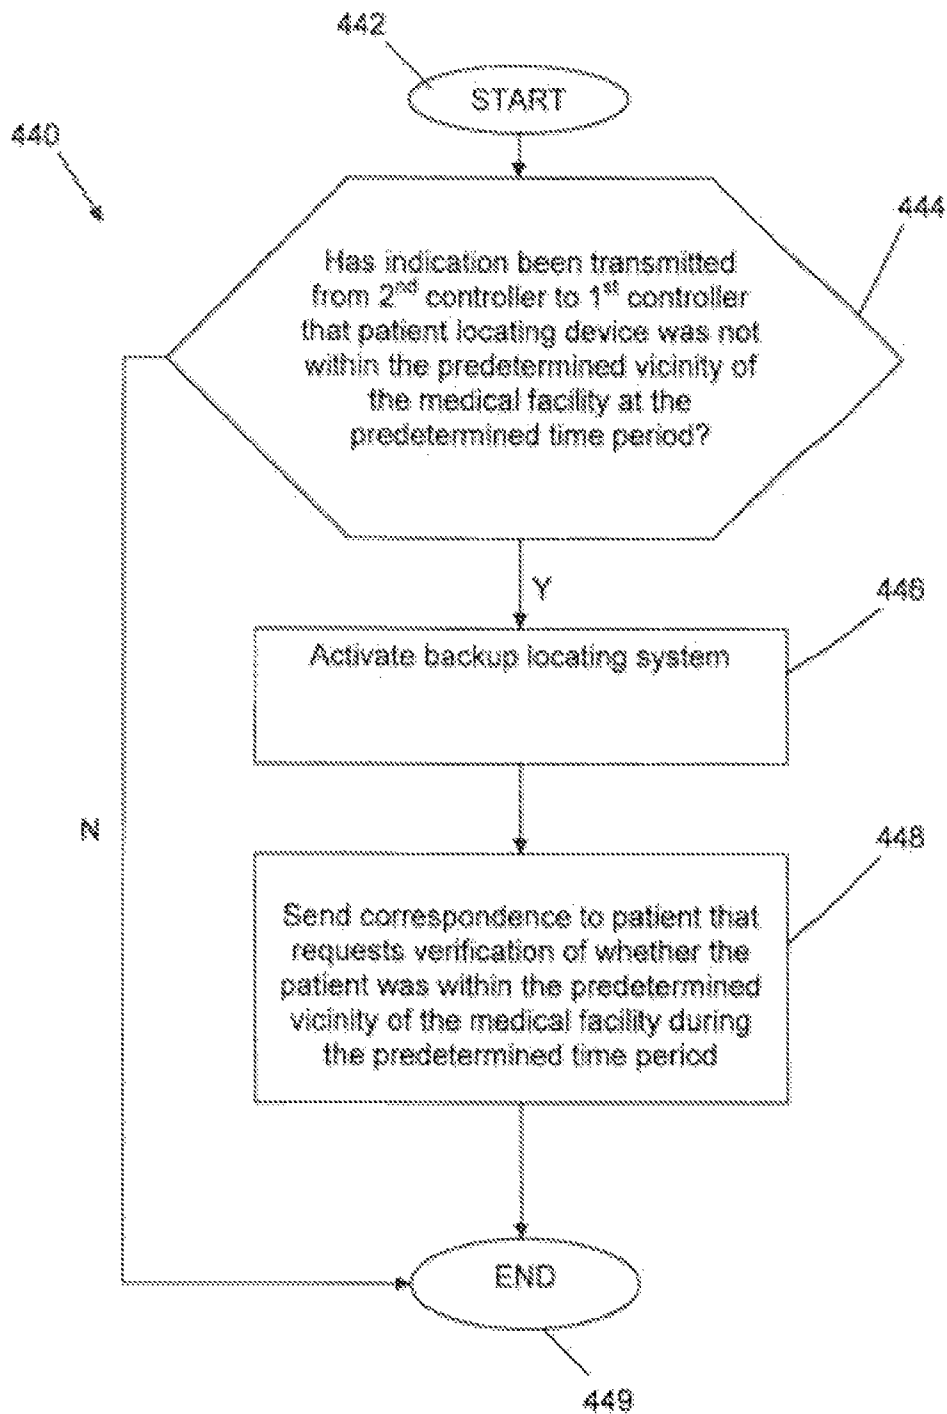 442
START
440
444
Has indication been transmitted
from 2nd controller to 1st controller
that patient locating device was not
within the predetermined vicinity of
the medical facility at the
predetermined time period?
Y
446
Activate backup locating system
N
448
Send correspondence to patient that
requests verification of whether the
patient was within the predetermined
vicinity of the medical facility during
the predetermined time period
END
449